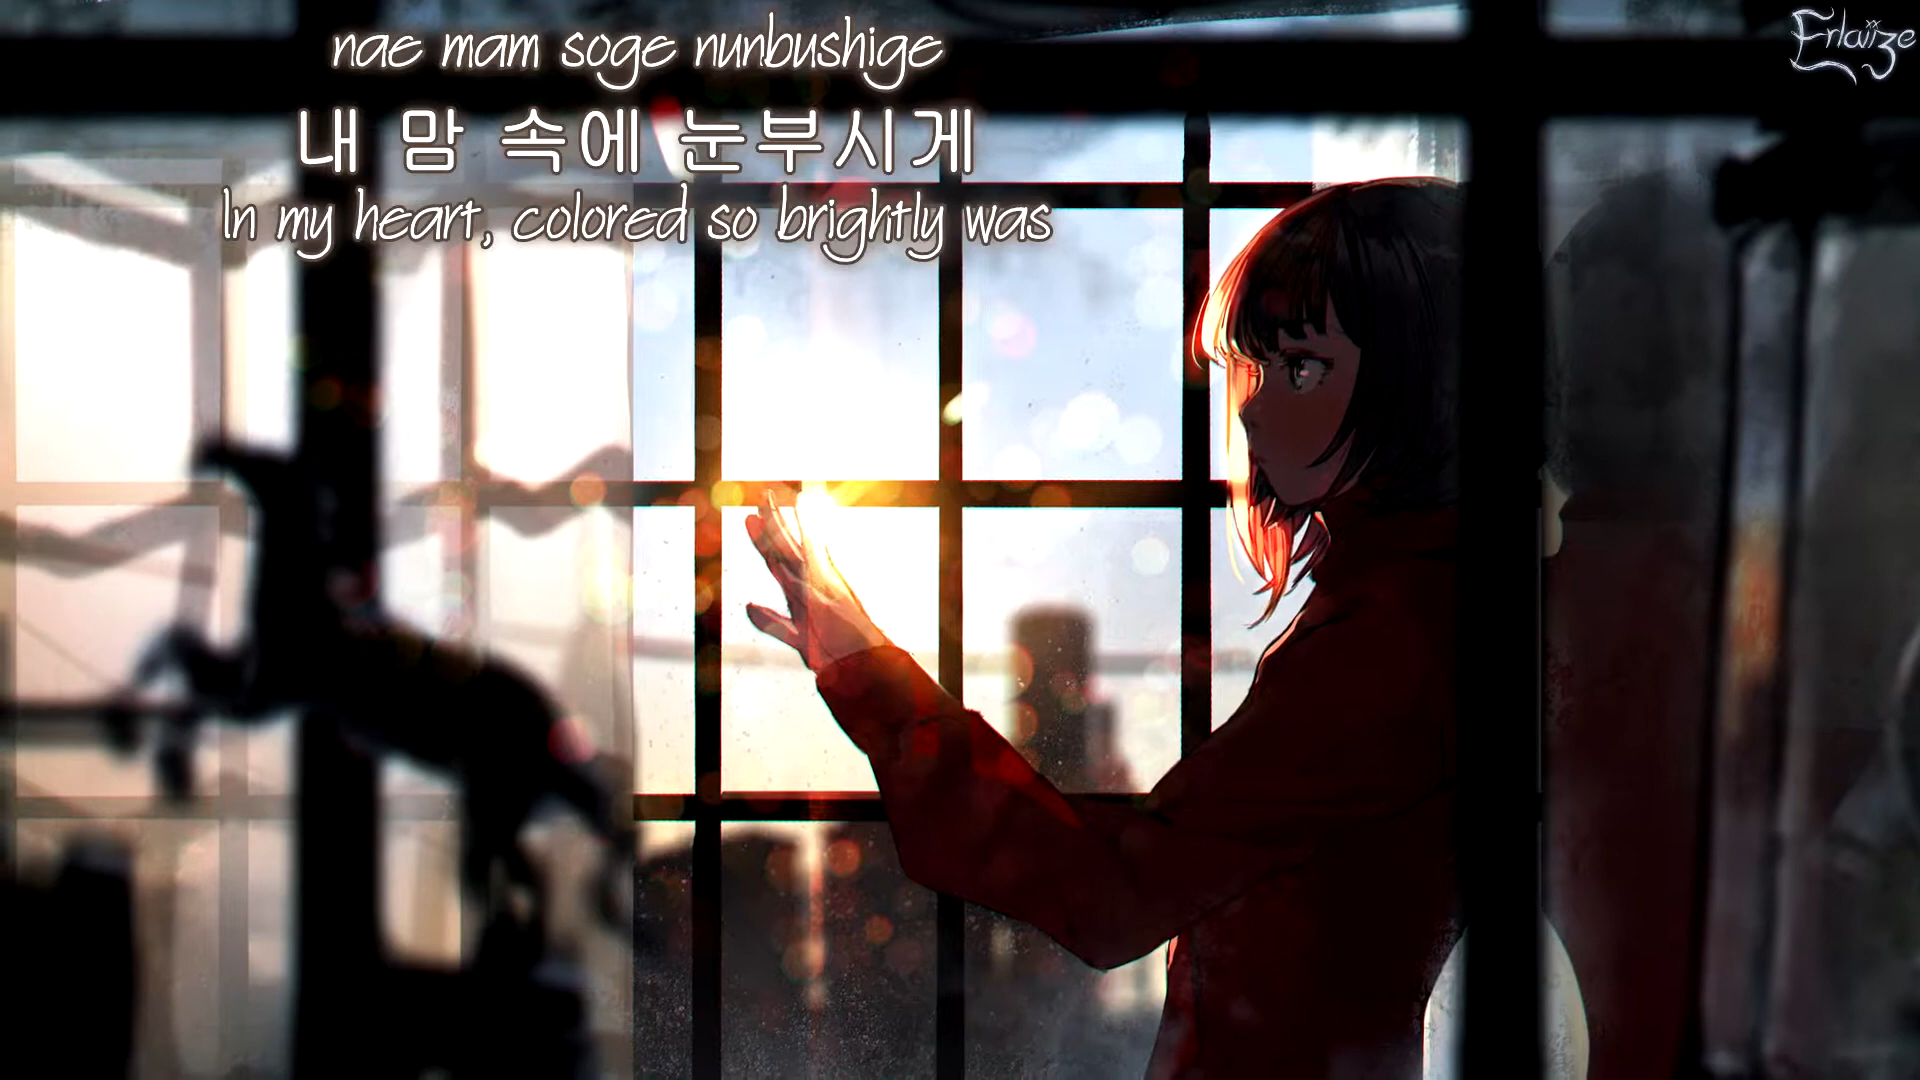 nae mam soge nunbushige
내 맘 속에 눈부시게
In my heart, colored so brightly was
Erlaize